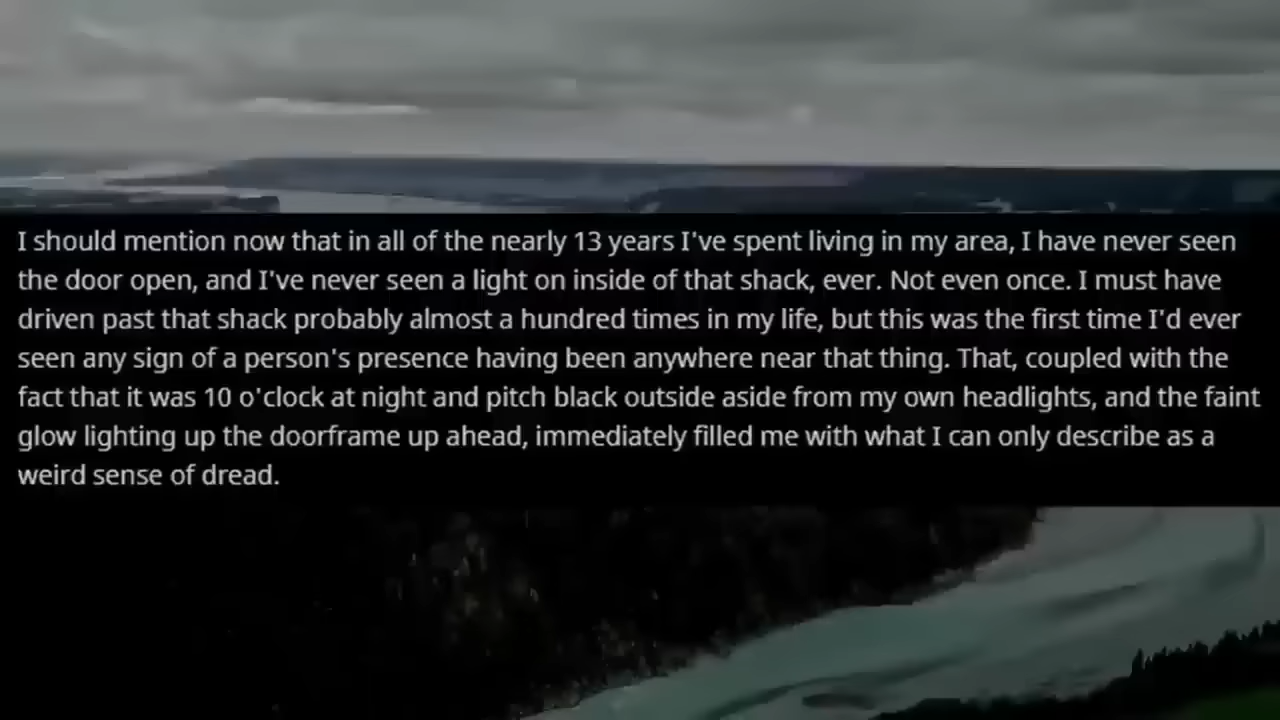 I should mention now that in all of the nearly 13 years I've spent living in my area, I have never seen
the door open, and I've never seen a light on inside of that shack, ever. Not even once. I must have
driven past that shack probably almost a hundred times in my life, but this was the first time I'd ever
seen any sign of a person's presence having been anywhere near that thing. That, coupled with the
fact that it was 10 o'clock at night and pitch black outside aside from my own headlights, and the faint
glow lighting up the doorframe up ahead, immediately filled me with what I can only describe as a
weird sense of dread.